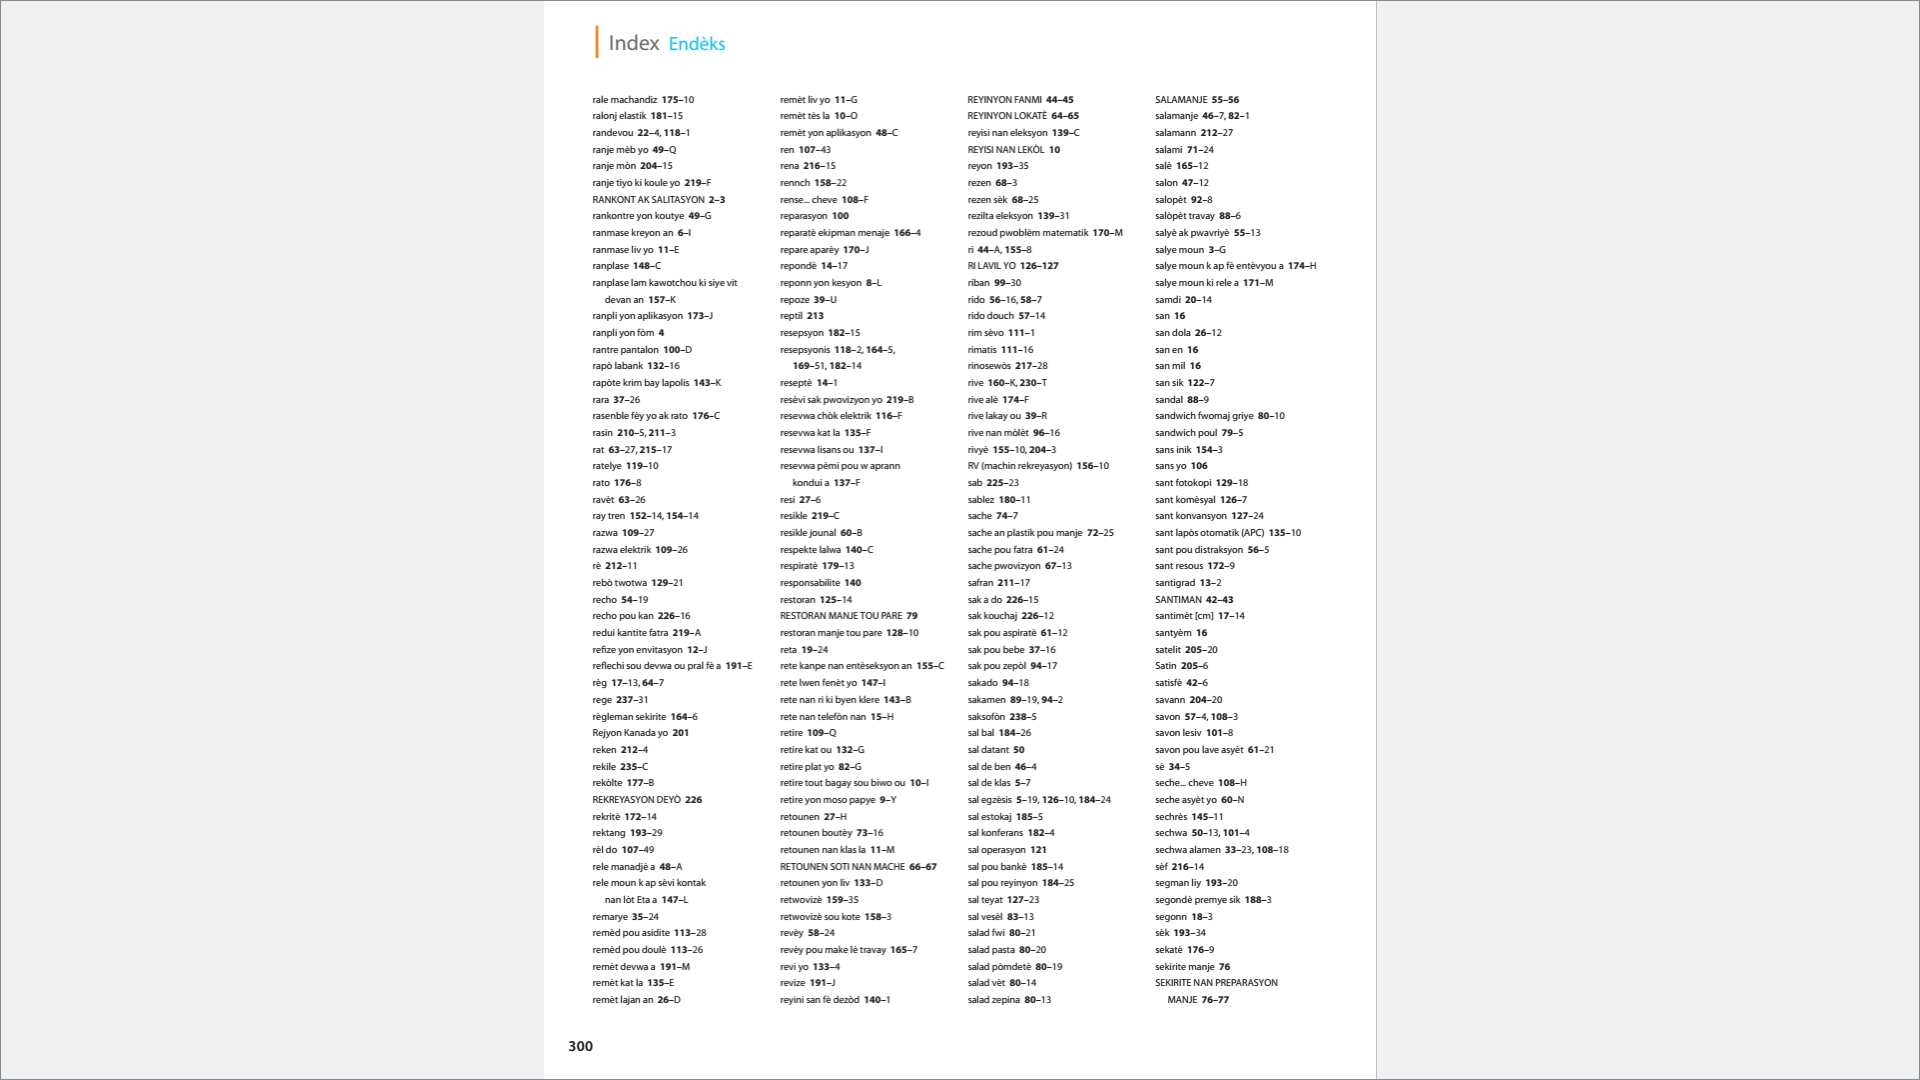 Index Endèks
rale machandiz 175–10
ralonj elastik 181–15
randevou 22–4, 118–1
ranje mèb yo 49–Q
ranje mòn 204–15
ranje tiyo ki koule yo 219–F
RANKONT AK SALITASYON 2–3
rankontre yon koutye 49–G
ranmase kreyon an 6–I
ranmase liv yo 11–E
ranplase 148–C
ranplase lam kawotchou ki siye vit
devan an 157–K
ranpli yon aplikasyon 173–J
ranpli yon fòm 4
rantre pantalon 100–D
rapò labank 132–16
rapòte krim bay lapolis 143–K
rara 37–26
rasenble fèy yo ak rato 176–C
rasin 210–5, 211–3
rat 63–27, 215–17
ratelye 119–10
rato 176–8
ravèt 63–26
ray tren 152–14, 154–14
razwa 109–27
razwa elektrik 109–26
rè 212–11
rebò twotwa 129–21
recho 54–19
recho pou kan 226–16
redui kantite fatra 219–A
refize yon envitasyon 12–J
reflechi sou devwa ou pral fè a 191–E
règ 17–13, 64–7
rege 237–31
règleman sekirite 164–6
Rejyon Kanada yo 201
reken 212–4
rekile 235–C
rekòlte 177–B
REKREYASYON DEYÒ 226
rekritè 172–14
rektang 193–29
rèl do 107–49
rele manadjè a 48–A
rele moun k ap sèvi kontak
nan lòt Eta a 147–L
remarye 35–24
remèd pou asidite 113–28
remèd pou doulè 113–26
remèt devwa a 191–M
remèt kat la 135–E
remèt lajan an 26–D
remèt liv yo 11–G
remèt tès la 10–O
remèt yon aplikasyon 48–C
ren 107–43
rena 216–15
rennch 158–22
rense... cheve 108–F
reparasyon 100
reparatè ekipman menaje 166–4
repare aparèy 170–J
repondè 14–17
reponn yon kesyon 8–L
repoze 39–U
reptil 213
resepsyon 182–15
resepsyonis 118–2, 164–5,
169–51, 182–14
reseptè 14–1
resèvi sak pwovizyon yo 219–B
resevwa chòk elektrik 116–F
resevwa kat la 135–F
resevwa lisans ou 137–I
resevwa pèmi pou w aprann
kondui a 137–F
resi 27–6
resikle 219–C
resikle jounal 60–B
respekte lalwa 140–C
respiratè 179–13
responsabilite 140
restoran 125–14
RESTORAN MANJE TOU PARE 79
restoran manje tou pare 128–10
reta 19–24
rete kanpe nan entèseksyon an 155–C
rete lwen fenèt yo 147–I
rete nan ri ki byen klere 143–B
rete nan telefòn nan 15–H
retire 109–Q
retire kat ou 132–G
retire plat yo 82–G
retire tout bagay sou biwo ou 10–I
retire yon moso papye 9–Y
retounen 27–H
retounen boutèy 73–16
retounen nan klas la 11–M
RETOUNEN SOTI NAN MACHE 66–67
retounen yon liv 133–D
retwovizè 159–35
retwovizè sou kote 158–3
revèy 58–24
revèy pou make lè travay 165–7
revi yo 133–4
revize 191–J
reyini san fè dezòd 140–1
REYINYON FANMI 44–45
REYINYON LOKATÈ 64–65
reyisi nan eleksyon 139–C
REYISI NAN LEKÒL 10
reyon 193–35
rezen 68–3
rezen sèk 68–25
rezilta eleksyon 139–31
rezoud pwoblèm matematik 170–M
ri 44–A, 155–8
RI LAVIL YO 126–127
riban 99–30
rido 56–16, 58–7
rido douch 57–14
rim sèvo 111–1
rimatis 111–16
rinosewòs 217–28
rive 160–K, 230–T
rive alè 174–F
rive lakay ou 39–R
rive nan mòlèt 96–16
rivyè 155–10, 204–3
RV (machin rekreyasyon) 156–10
sab 225–23
sablez 180–11
sache 74–7
sache an plastik pou manje 72–25
sache pou fatra 61–24
sache pwovizyon 67–13
safran 211–17
sak a do 226–15
sak kouchaj 226–12
sak pou aspiratè 61–12
sak pou bebe 37–16
sak pou zepòl 94–17
sakado 94–18
sakamen 89–19, 94–2
saksofòn 238–5
sal bal 184–26
sal datant 50
sal de ben 46–4
sal de klas 5–7
sal egzèsis 5–19, 126–10, 184–24
sal estokaj 185–5
sal konferans 182–4
sal operasyon 121
sal pou bankè 185–14
sal pou reyinyon 184–25
sal teyat 127–23
sal vesèl 83–13
salad fwi 80–21
salad pasta 80–20
salad pòmdetè 80–19
salad vèt 80–14
salad zepina 80–13
SALAMANJE 55–56
salamanje 46–7, 82–1
salamann 212–27
salami 71–24
salè 165–12
salon 47–12
salopèt 92–8
salòpèt travay 88–6
salyè ak pwavriyè 55–13
salye moun 3–G
salye moun k ap fè entèvyou a 174–H
salye moun ki rele a 171–M
samdi 20–14
san 16
san dola 26–12
san en 16
san mil 16
san sik 122–7
sandal 88–9
sandwich fwomaj griye 80–10
sandwich poul 79–5
sans inik 154–3
sans yo 106
sant fotokopi 129–18
sant komèsyal 126–7
sant konvansyon 127–24
sant lapòs otomatik (APC) 135–10
sant pou distraksyon 56–5
sant resous 172–9
santigrad 13–2
SANTIMAN 42–43
santimèt [cm] 17–14
santyèm 16
satelit 205–20
Satin 205–6
satisfè 42–6
savann 204–20
savon 57–4, 108–3
savon lesiv 101–8
savon pou lave asyèt 61–21
sè 34–5
seche... cheve 108–H
seche asyèt yo 60–N
sechrès 145–11
sechwa 50–13, 101–4
sechwa alamen 33–23, 108–18
sèf 216–14
segman liy 193–20
segondè premye sik 188–3
segonn 18–3
sèk 193–34
sekatè 176–9
sekirite manje 76
SEKIRITE NAN PREPARASYON
MANJE 76–77
300